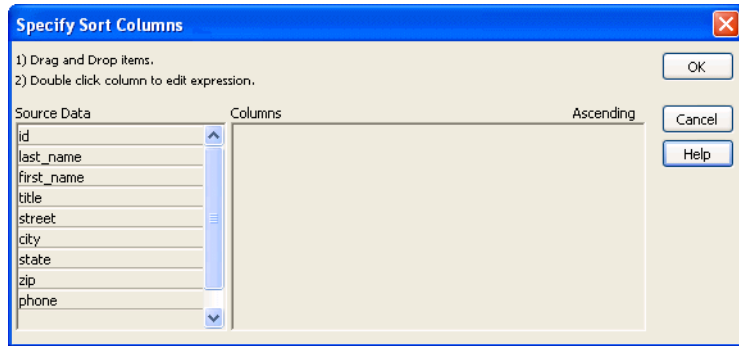 Specify Sort Columns
1) Drag and Drop items.
2) Double click column to edit expression.
OK
Source Data Columns Ascending
Cancel
Help
id
last_name
first_name
title
street
city
state
zip
phone